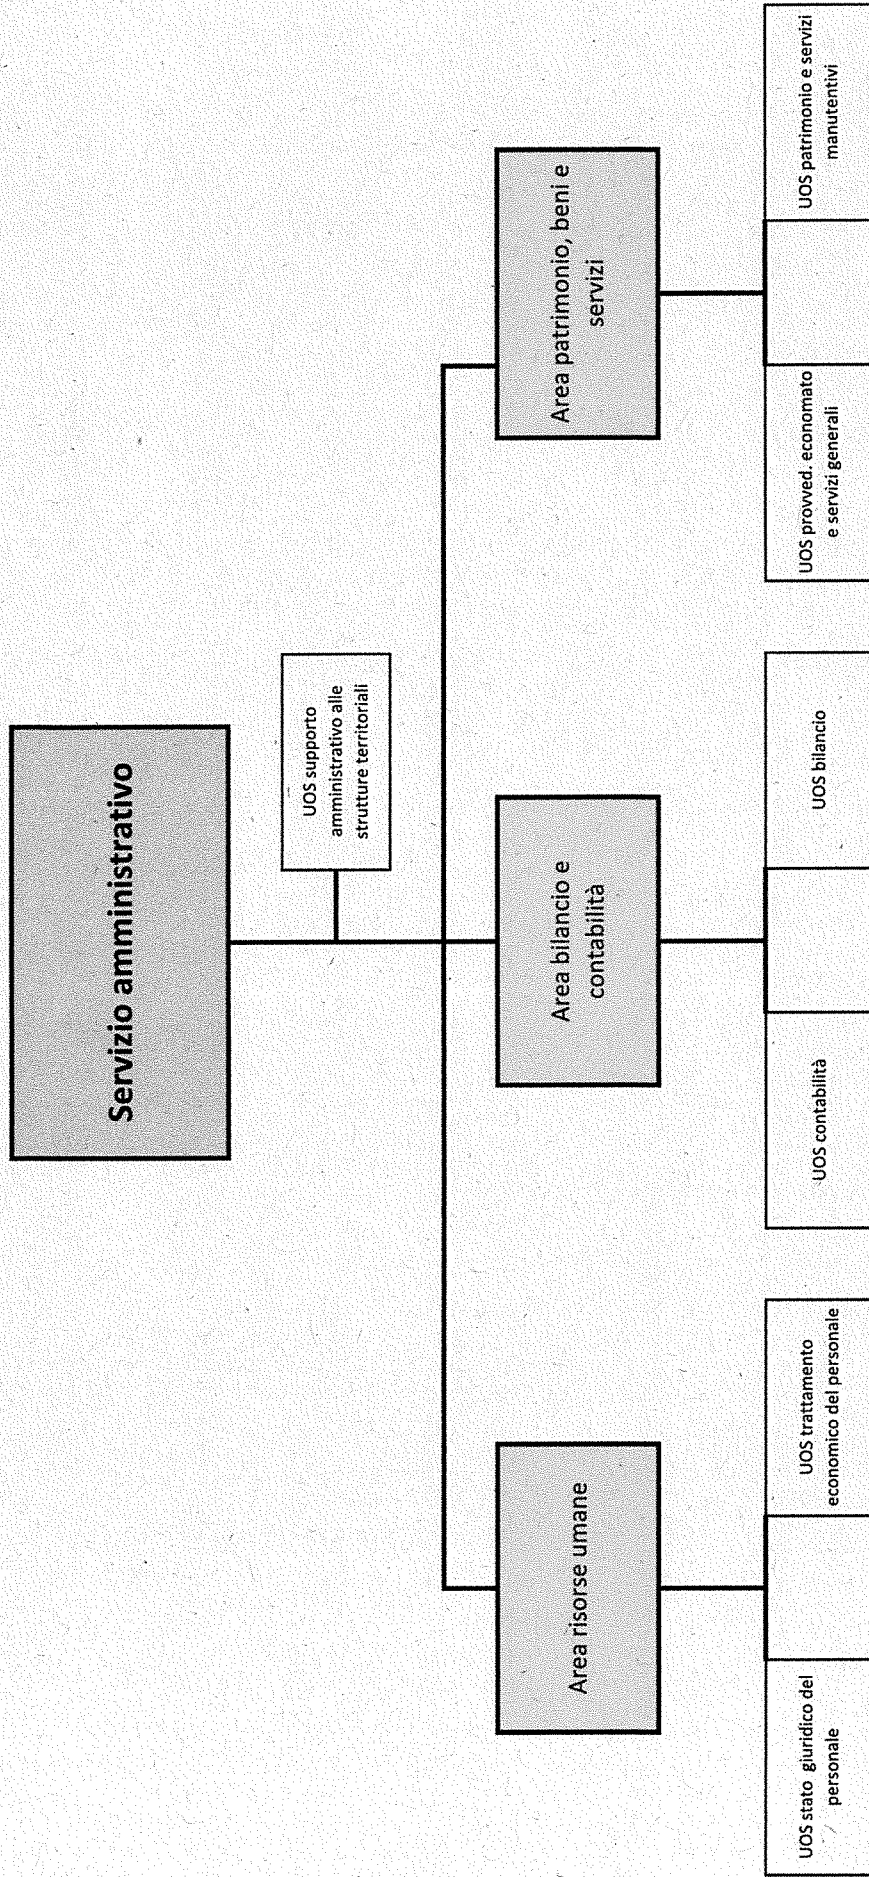 Servizio amministrativo
UOS supporto
amministrativo alle
strutture territoriali
Area risorse umane
Area bilancio e
contabilità
Area patrimonio, beni e
servizi
UOS stato giuridico del
personale
UOS trattamento
economico del personale
UOS contabilità
UOS bilancio
UOS provved. economato
e servizi generali
UOS patrimonio e servizi
manutentivi